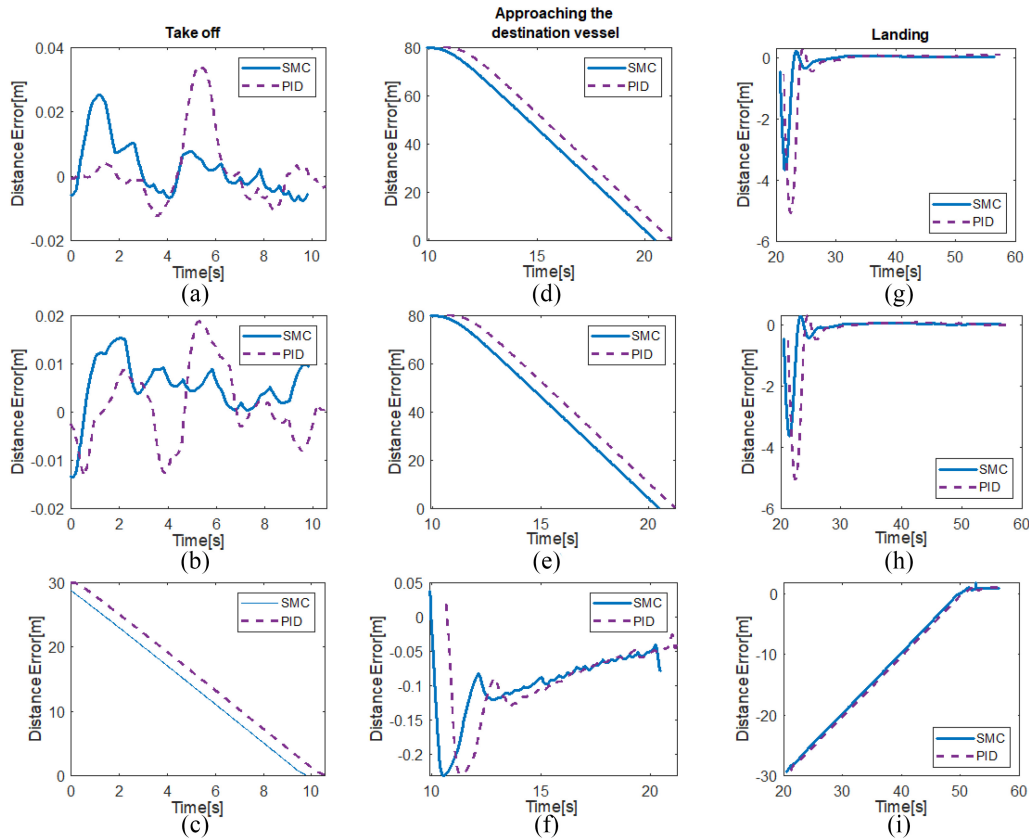 Take off
Approaching the
destination vessel
Landing
0.04
0.02
0
-0.02
Distance Error[m]
SMC
PID
0 2 4 6 8 10
Time[s]
(a)
80
60
40
20
0
Distance Error[m]
SMC
PID
10 15 20
Time[s]
(d)
0
-2
-4
-6
Distance Error[m]
SMC
PID
20 30 40 50 60
Time[s]
(g)
0.02
0.01
0
-0.01
-0.02
Distance Error[m]
SMC
PID
0 2 4 6 8 10
Time[s]
(b)
80
60
40
20
0
Distance Error[m]
SMC
PID
10 15 20
Time[s]
(e)
0
-2
-4
-6
Distance Error[m]
SMC
PID
20 30 40 50 60
Time[s]
(h)
30
20
10
0
Distance Error[m]
SMC
PID
0 2 4 6 8 10
Time[s]
(c)
0.05
0
-0.05
-0.1
-0.15
-0.2
Distance Error[m]
SMC
PID
10 15 20
Time[s]
(f)
0
-10
-20
-30
Distance Error[m]
SMC
PID
20 30 40 50 60
Time[s]
(i)